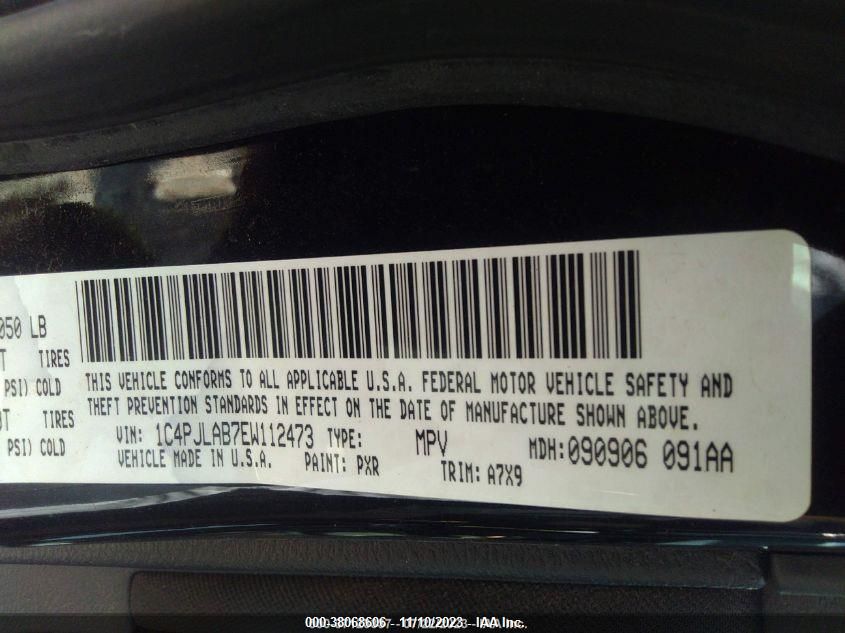 050 LB
T TIRES
PSI) COLD
THIS VEHICLE CONFORMS TO ALL APPLICABLE U.S.A. FEDERAL MOTOR VEHICLE SAFETY AND
THEFT PREVENTION STANDARDS IN EFFECT ON THE DATE OF MANUFACTURE SHOWN ABOVE.
OT TIRES
PSI) COLD
VIN: 1C4PJLAB7EW112473 TYPE: MPV MDH:090906 091AA
VEHICLE MADE IN U.S.A. PAINT: PXR TRIM: A7X9
000.38068606 - 11/10/2023 - IAA Inc.